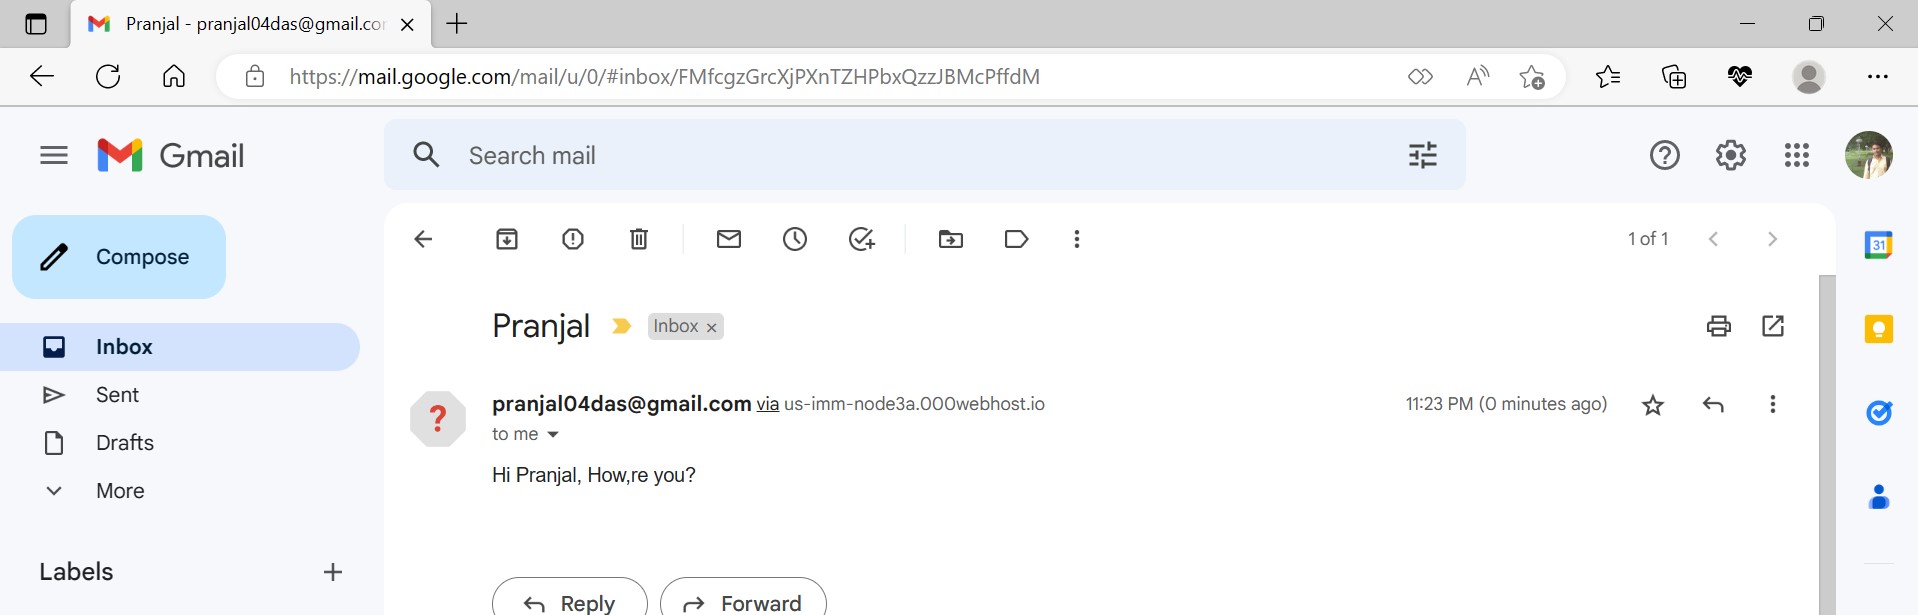 Pranjal - pranjal04das@gmail.co
https://mail.google.com/mail/u/0/#inbox/FMfcgzGrcXjPXnTZHPbxQzzJBMcPffdM
Gmail
Search mail
Compose
1 of 1
31
Inbox
Pranjal
Inbox ×
Sent
pranjal04das@gmail.com via us-imm-node3a.000webhost.io
11:23 PM (0 minutes ago)
to me
Drafts
Hi Pranjal, How,re you?
More
Labels
Reply
Forward